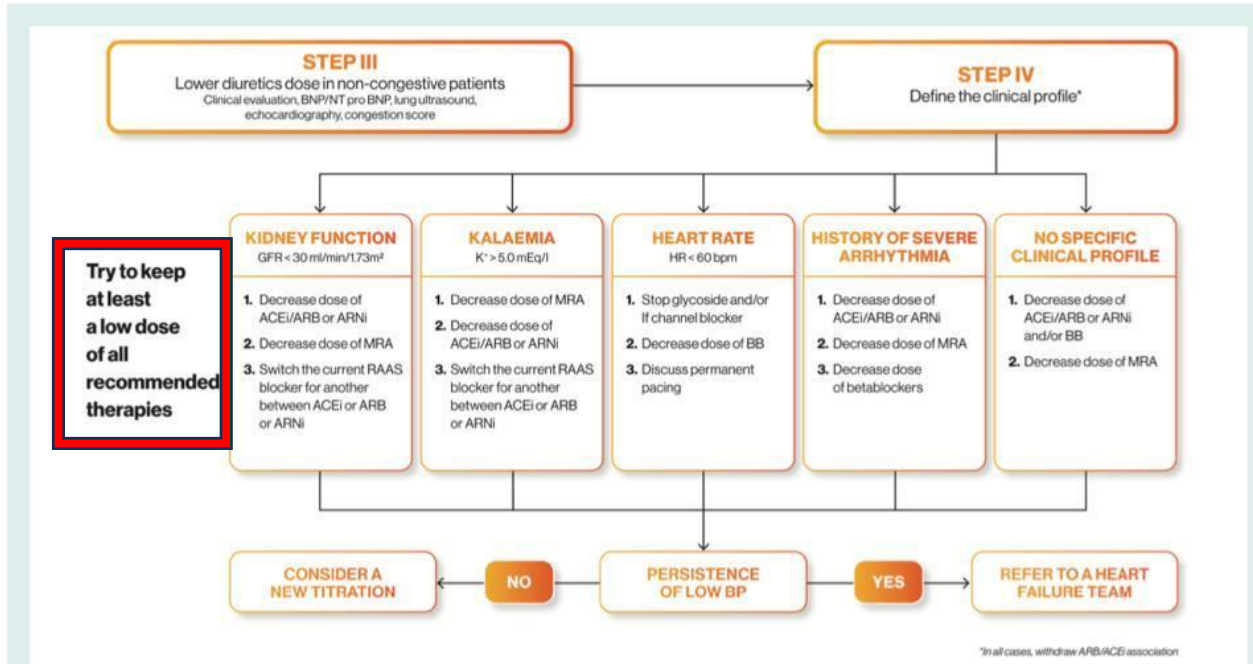 STEP III
Lower diuretics dose in non-congestive patients
Clinical evaluation, BNP/NT pro BNP, lung ultrasound,
echocardiography, congestion score
STEP IV
Define the clinical profile*
Try to keep
at least
a low dose
of all
recommended
therapies
KIDNEY FUNCTION
GFR < 30 ml/min/1.73m²
1. Decrease dose of
ACEi/ARB or ARNi
2. Decrease dose of MRA
3. Switch the current RAAS
blocker for another
between ACEi or ARB
or ARNi
KALAEMIA
K⁺ > 5.0 mEq/l
1. Decrease dose of MRA
2. Decrease dose of
ACEi/ARB or ARNi
3. Switch the current RAAS
blocker for another
between ACEi or ARB
or ARNi
HEART RATE
HR < 60 bpm
1. Stop glycoside and/or
If channel blocker
2. Decrease dose of BB
3. Discuss permanent
pacing
HISTORY OF SEVERE
ARRHYTHMIA
1. Decrease dose of
ACEi/ARB or ARNi
2. Decrease dose of MRA
3. Decrease dose
of betablockers
NO SPECIFIC
CLINICAL PROFILE
1. Decrease dose of
ACEi/ARB or ARNi
and/or BB
2. Decrease dose of MRA
CONSIDER A
NEW TITRATION
NO
PERSISTENCE
OF LOW BP
YES
REFER TO A HEART
FAILURE TEAM
*In all cases, withdraw ARB/ACEi association